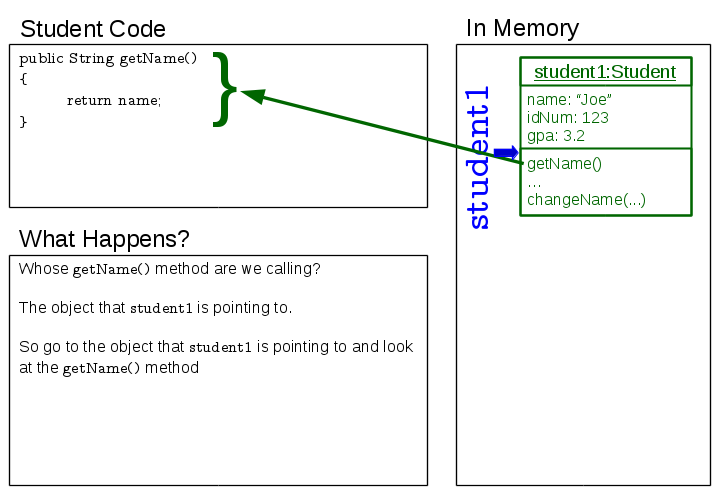 Student Code
public String getName()
{
return name;
}
What Happens?
Whose getName() method are we calling?
The object that student1 is pointing to.
So go to the object that student1 is pointing to and look
at the getName() method
In Memory
student1
student1:Student
name: “Joe”
idNum: 123
gpa: 3.2
getName()
...
changeName(...)